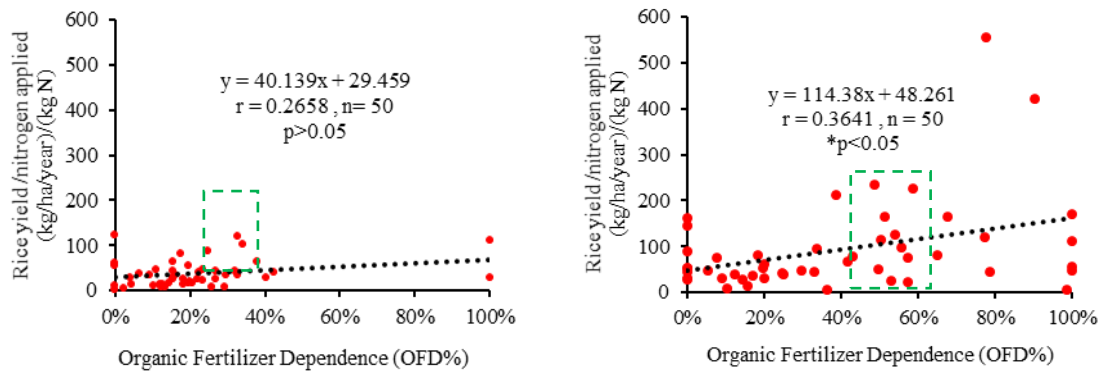 600
500
400
300
200
100
0
Rice yield /nitrogen applied
(kg/ha/year)/(kg N)
y = 40.139x + 29.459
r = 0.2658 , n= 50
p>0.05
0% 20% 40% 60% 80% 100%
Organic Fertilizer Dependence (OFD%)
600
500
400
300
200
100
0
Rice yield /nitrogen applied
(kg/ha/year)/(kg N)
y = 114.38x + 48.261
r = 0.3641 , n = 50
*p<0.05
0% 20% 40% 60% 80% 100%
Organic Fertilizer Dependence (OFD%)